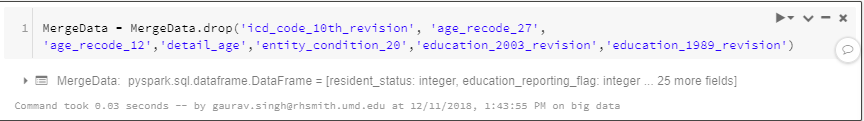 1 MergeData = MergeData.drop('icd_code_10th_revision', 'age_recode_27',
'age_recode_12','detail_age','entity_condition_20','education_2003_revision','education_1989_revision')
MergeData: pyspark.sql.dataframe.DataFrame = [resident_status: integer, education_reporting_flag: integer ... 25 more fields]
Command took 0.03 seconds -- by gaurav.singh@rhsmith.umd.edu at 12/11/2018, 1:43:55 PM on big data